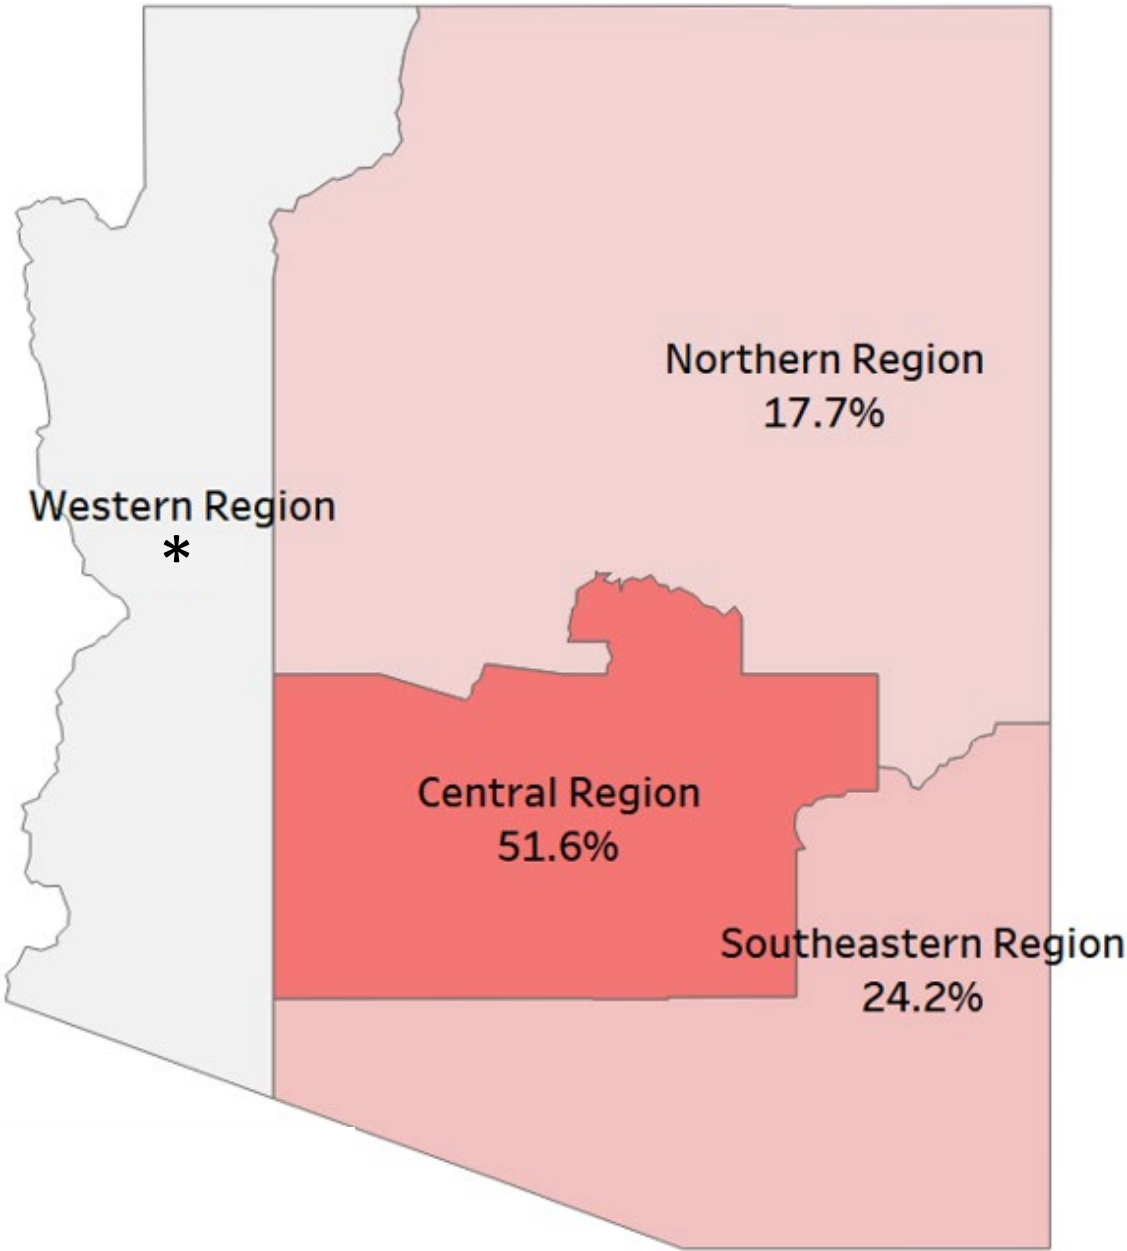 Northern Region
17.7%
Western Region
*
Central Region
51.6%
Southeastern Region
24.2%